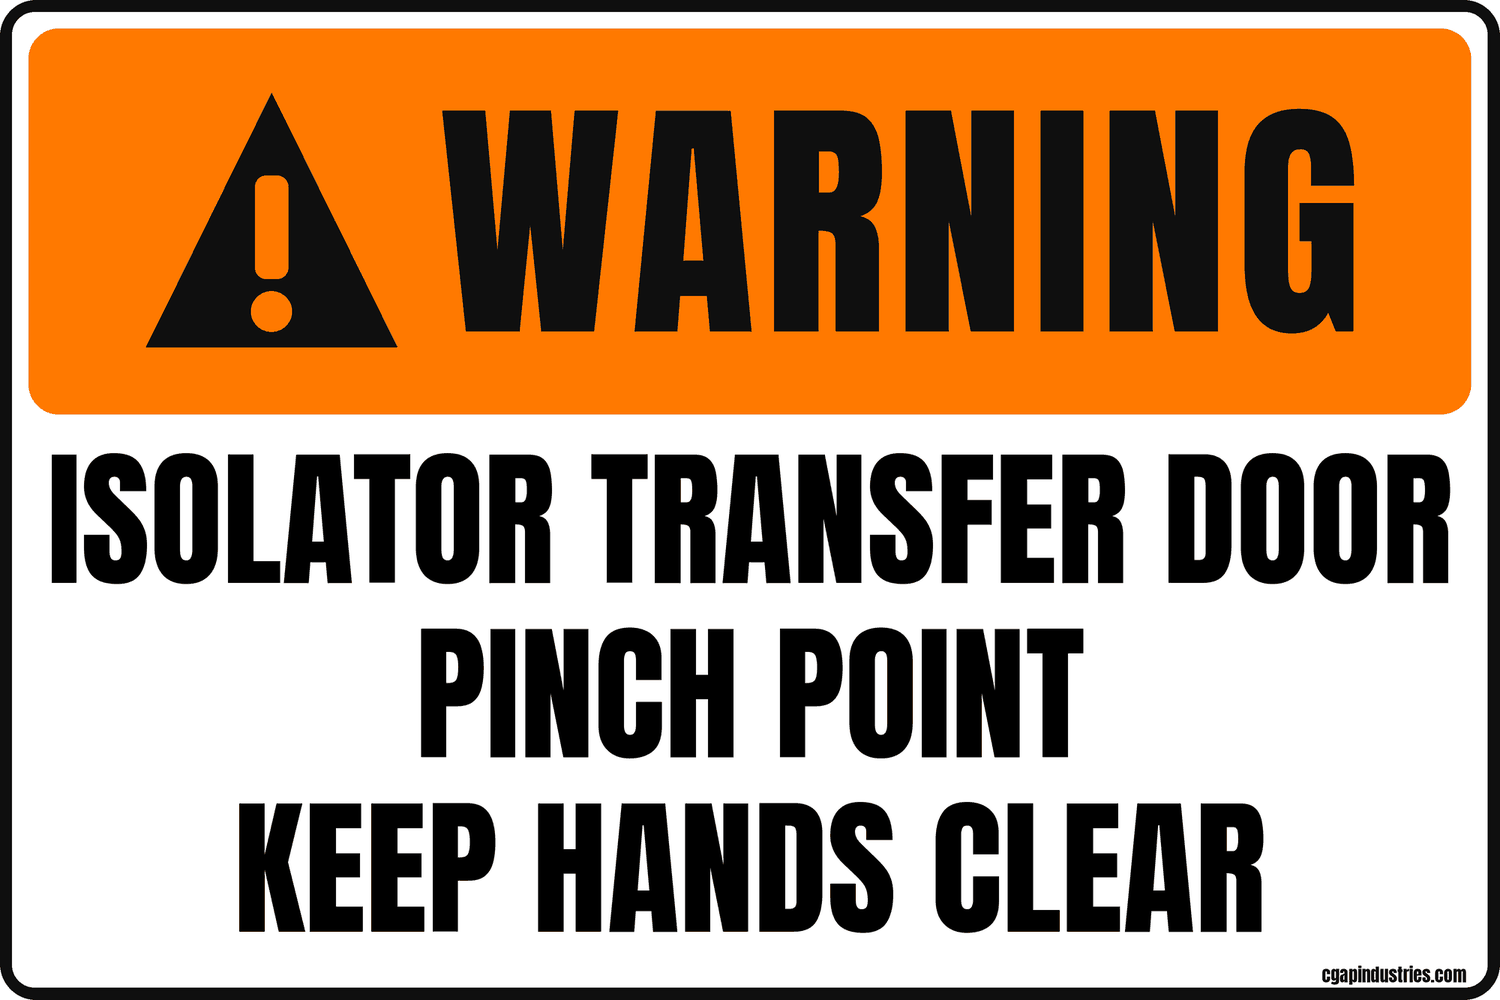 WARNING
ISOLATOR TRANSFER DOOR
PINCH POINT
KEEP HANDS CLEAR
cgapindustries.com